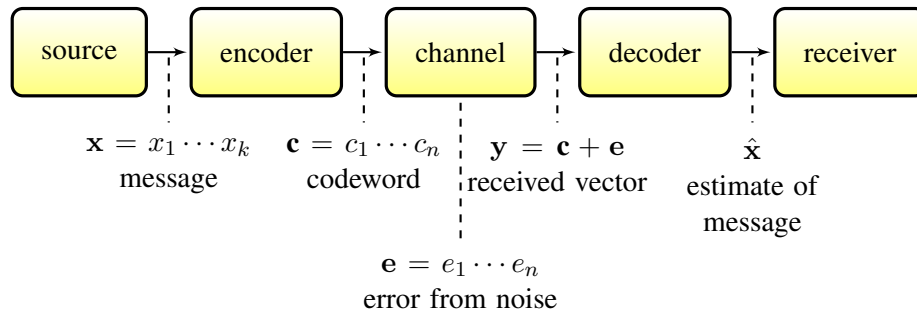 source
encoder
channel
decoder
receiver
x = x₁ ⋯ xₖ
message
c = c₁ ⋯ cₙ
codeword
y = c + e
received vector
x̂
estimate of
message
e = e₁ ⋯ eₙ
error from noise